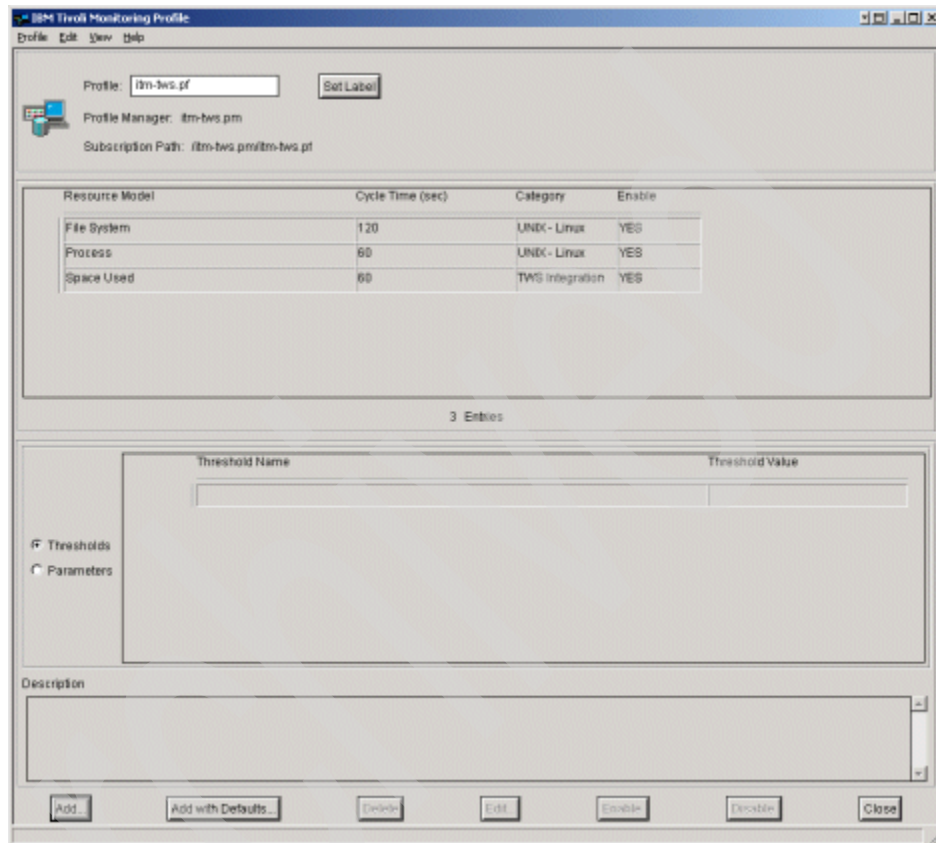 IBM Tivoli Monitoring Profile
Profile Edit View Help
Profile: itm-tws.pf Set Label
Profile Manager: itm-tws.pm
Subscription Path: /itm-tws.pm/itm-tws.pf
Resource Model Cycle Time (sec) Category Enable
File System 120 UNIX - Linux YES
Process 60 UNIX - Linux YES
Space Used 60 TWS Integration YES
3 Entries
Threshold Name Threshold Value
Thresholds
Parameters
Description
Add... Add with Defaults... Delete Edit... Enable Disable Close